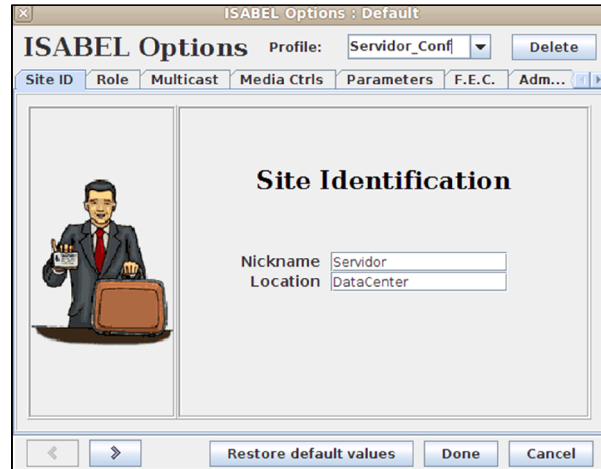 ISABEL Options : Default
ISABEL Options Profile: Servidor_Conf Delete
Site ID Role Multicast Media Ctrls Parameters F.E.C. Adm...
Site Identification
Nickname Servidor
Location DataCenter
Restore default values Done Cancel